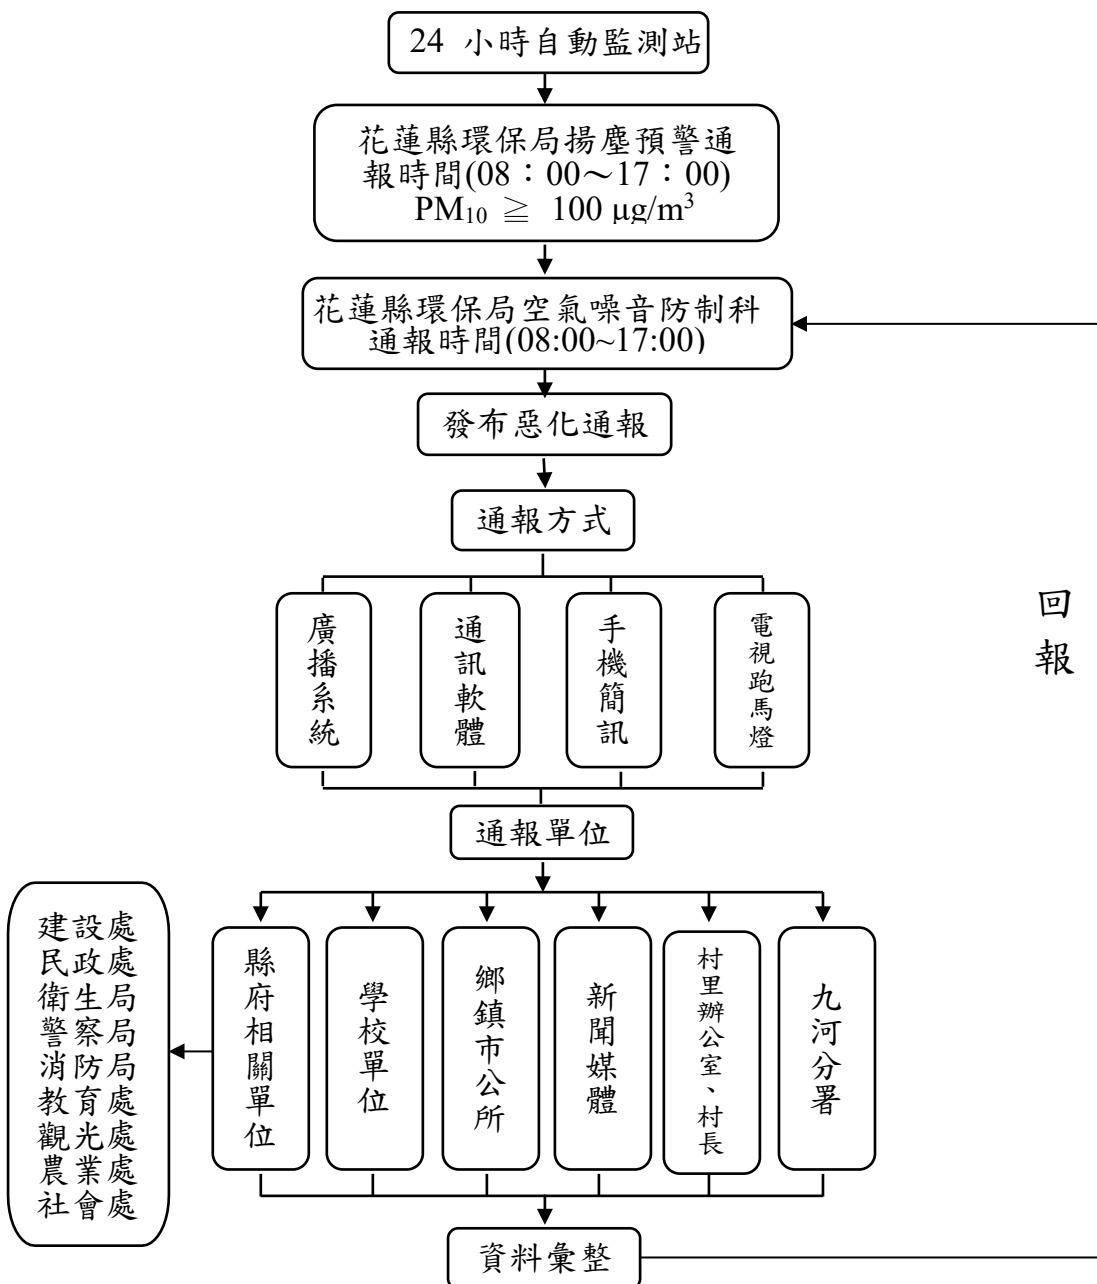 24 小時自動監測站
花蓮縣環保局揚塵預警通
報時間(08：00～17：00)
PM₁₀ ≧ 100 μg/m³
花蓮縣環保局空氣噪音防制科
通報時間(08:00~17:00)
發布惡化通報
通報方式
廣播系統
通訊軟體
手機簡訊
電視跑馬燈
回報
通報單位
建設處
民政處
衛生局
警察局
消防局
教育處
觀光處
農業處
社會處
縣府相關單位
學校單位
鄉鎮市公所
新聞媒體
村里辦公室、村長
九河分署
資料彙整